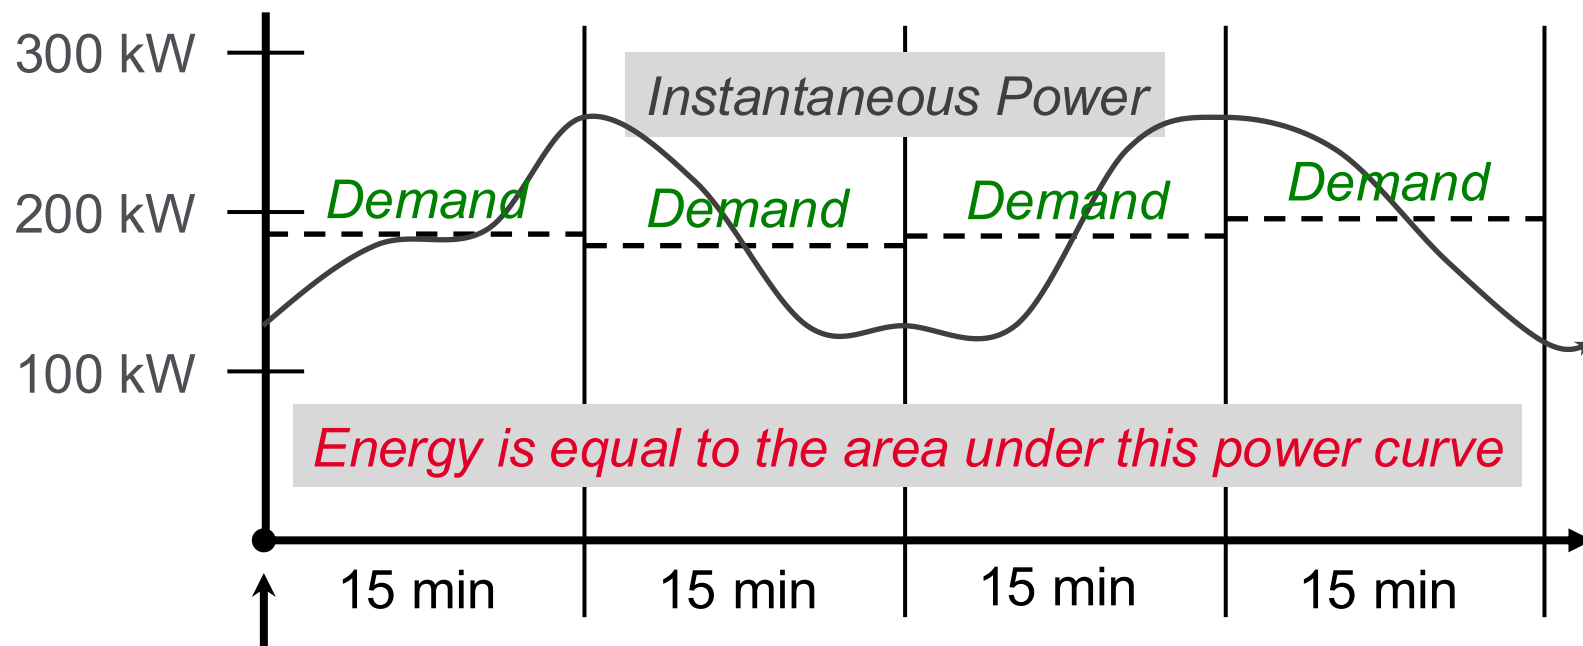 300 kW
Instantaneous Power
200 kW
Demand
Demand
Demand
Demand
100 kW
Energy is equal to the area under this power curve
15 min
15 min
15 min
15 min